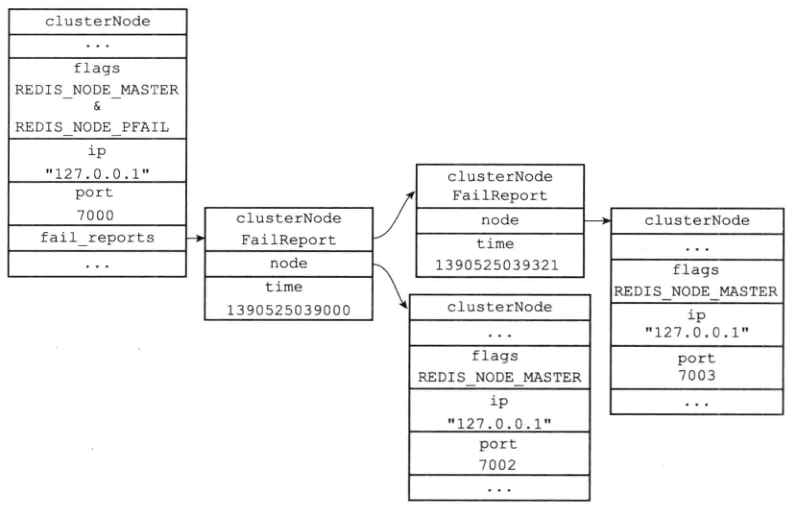 clusterNode
...
flags
REDIS_NODE_MASTER
&
REDIS_NODE_PFAIL
ip
"127.0.0.1"
port
7000
fail_reports
...
clusterNode
FailReport
node
time
1390525039000
clusterNode
FailReport
node
time
1390525039321
clusterNode
...
flags
REDIS_NODE_MASTER
ip
"127.0.0.1"
port
7002
...
clusterNode
...
flags
REDIS_NODE_MASTER
ip
"127.0.0.1"
port
7003
...